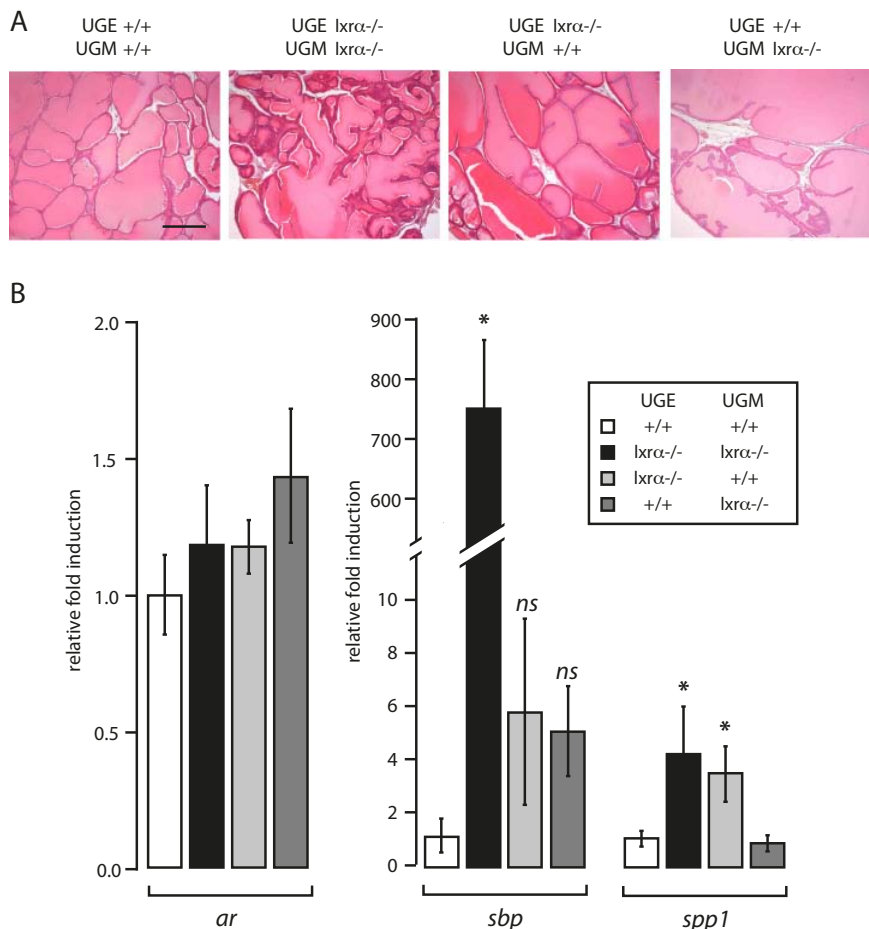 A
UGE +/+
UGM +/+
UGE lxrα-/-
UGM lxrα-/-
UGE lxrα-/-
UGM +/+
UGE +/+
UGM lxrα-/-
B
relative fold induction
2.0
1.5
1.0
0.5
0.0
ar
relative fold induction
900
800
700
600
10
8
6
4
2
0
*
ns
ns
sbp
*
*
spp1
UGE UGM
+/+ +/+
lxrα-/- lxrα-/-
lxrα-/- +/+
+/+ lxrα-/-